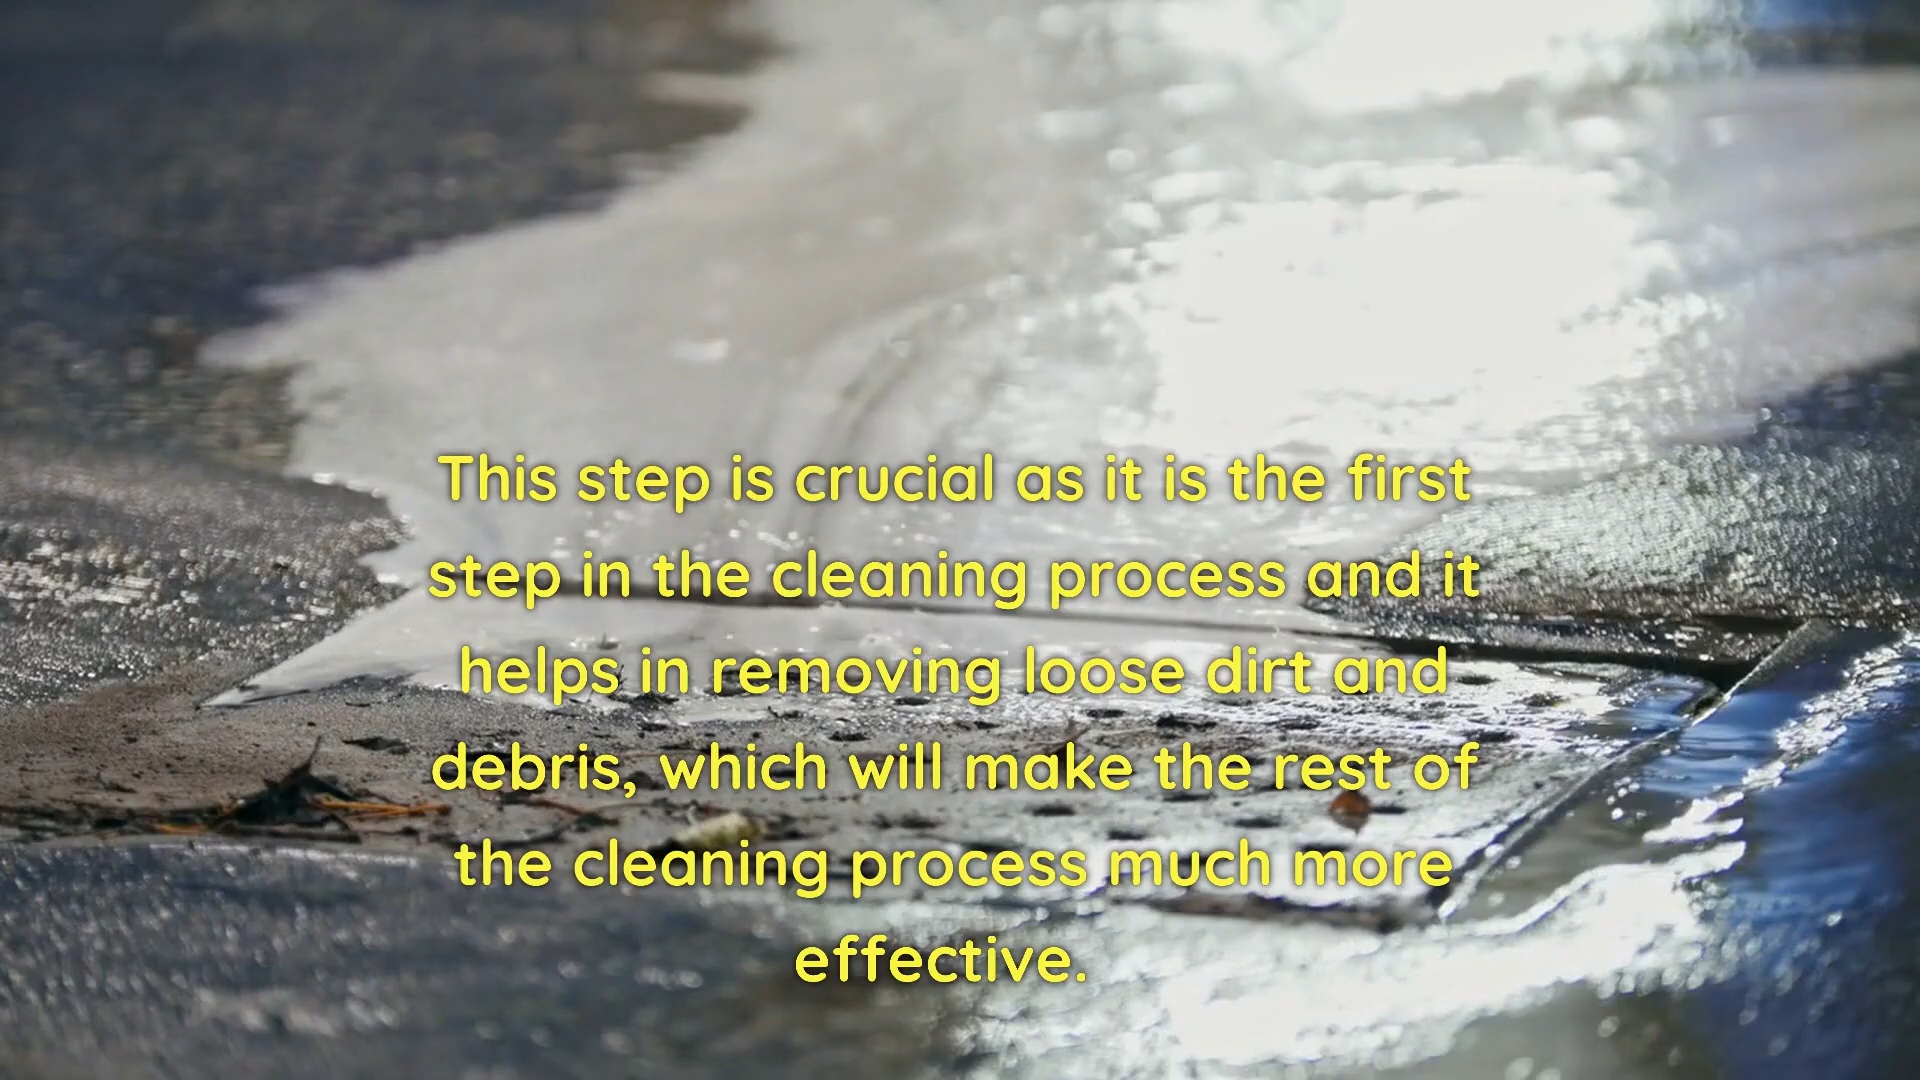 This step is crucial as it is the first
step in the cleaning process and it
helps in removing loose dirt and
debris, which will make the rest of
the cleaning process much more
effective.